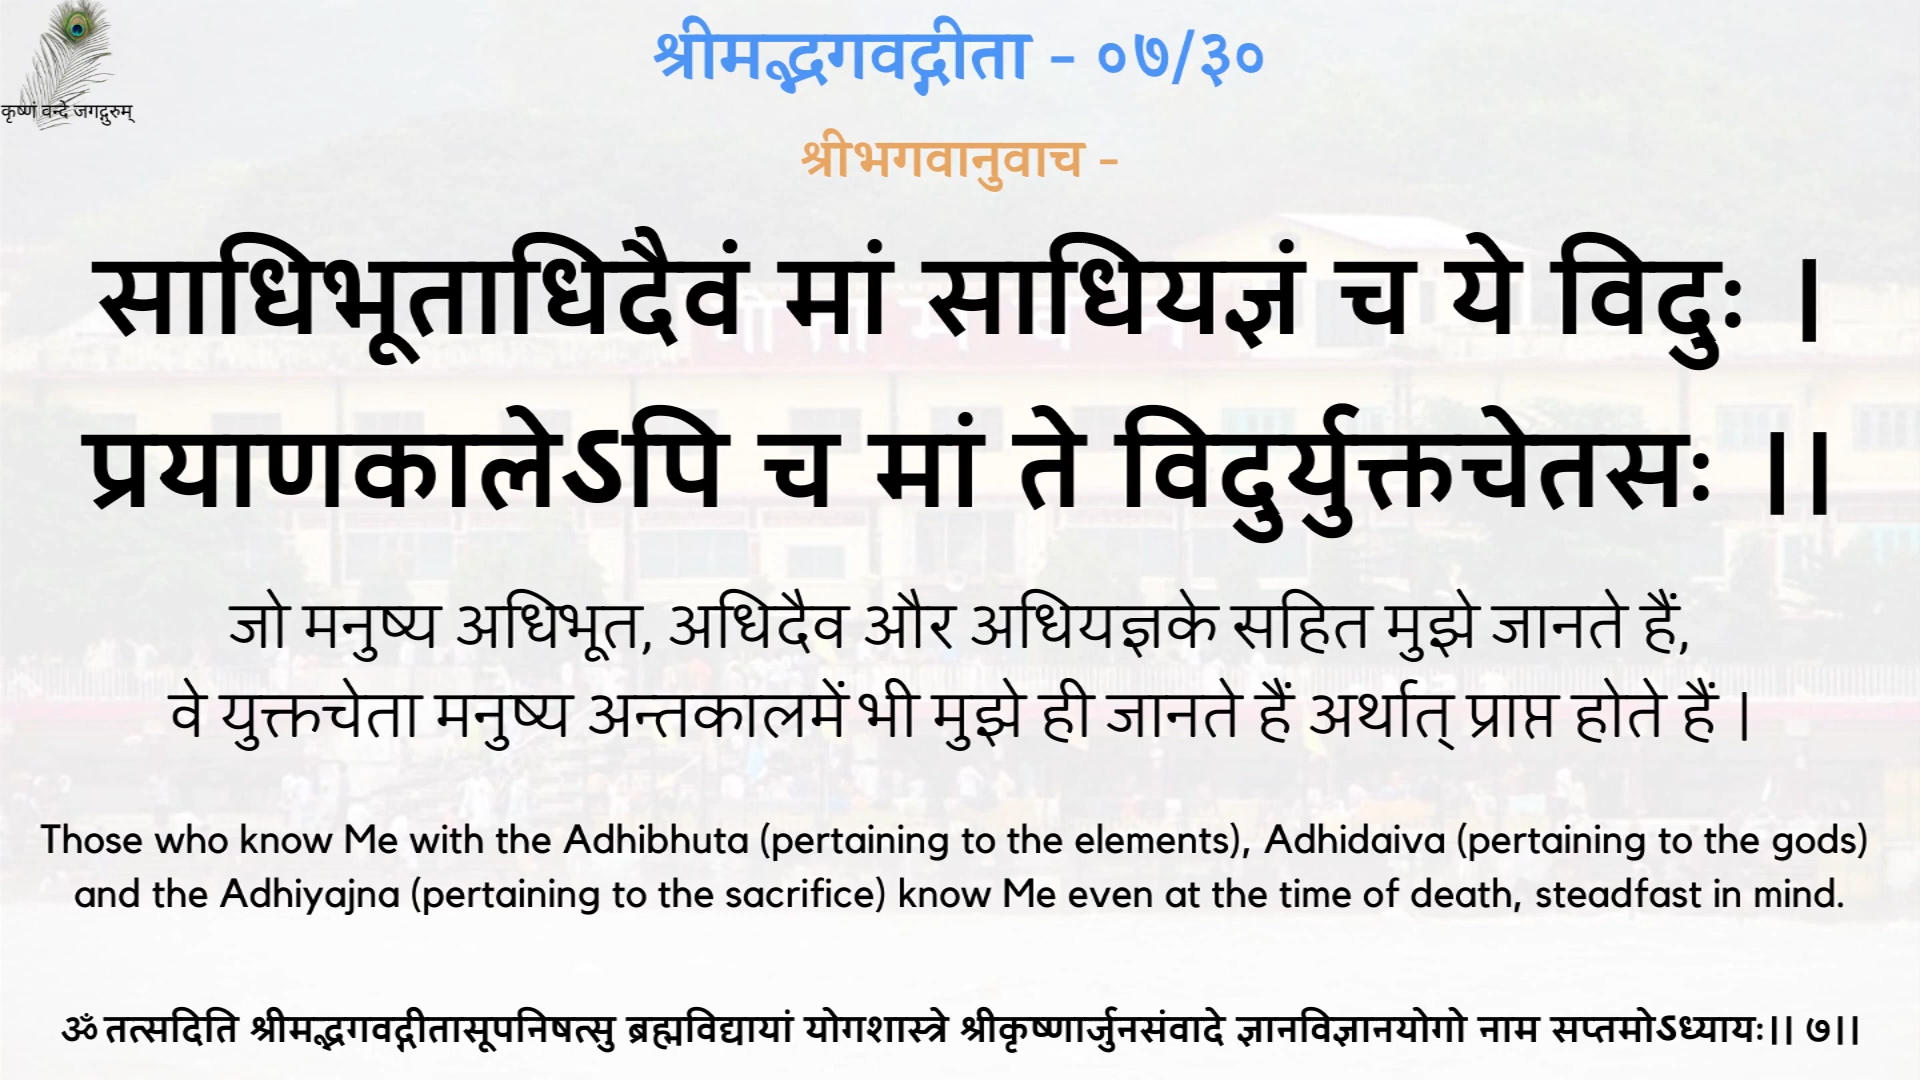 कृष्णं वन्दे जगद्गुरुम्
श्रीमद्भगवद्गीता - ०७/३०
श्रीभगवानुवाच -
साधिभूताधिदैवं मां साधियज्ञं च ये विदुः ।
प्रयाणकालेऽपि च मां ते विदुर्युक्तचेतसः ।।
जो मनुष्य अधिभूत, अधिदैव और अधियज्ञके सहित मुझे जानते हैं,
वे युक्तचेता मनुष्य अन्तकालमें भी मुझे ही जानते हैं अर्थात् प्राप्त होते हैं ।
Those who know Me with the Adhibhuta (pertaining to the elements), Adhidaiva (pertaining to the gods)
and the Adhiyajna (pertaining to the sacrifice) know Me even at the time of death, steadfast in mind.
ॐ तत्सदिति श्रीमद्भगवद्गीतासूपनिषत्सु ब्रह्मविद्यायां योगशास्त्रे श्रीकृष्णार्जुनसंवादे ज्ञानविज्ञानयोगो नाम सप्तमोऽध्यायः।। ७।।